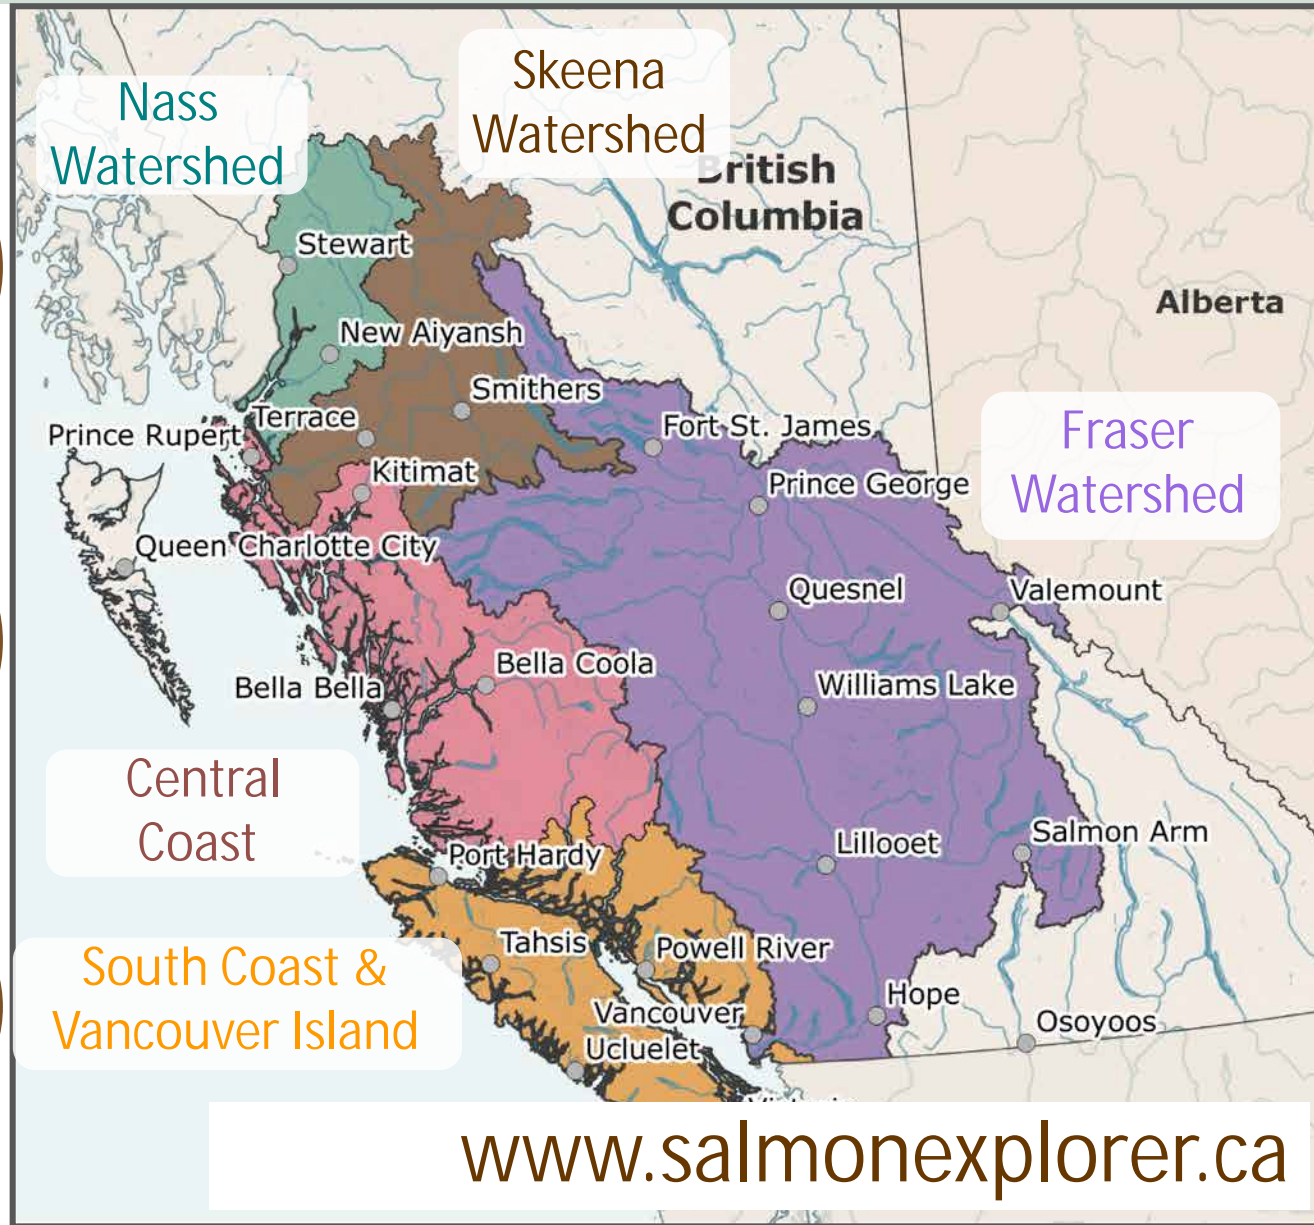 Nass
Watershed
Skeena
Watershed
British
Columbia
Stewart
Alberta
New Aiyansh
Smithers
Terrace
Prince Rupert
Fort St. James
Fraser
Watershed
Kitimat
Prince George
Queen Charlotte City
Quesnel
Valemount
Bella Coola
Bella Bella
Williams Lake
Central
Coast
Salmon Arm
Lillooet
Port Hardy
Tahsis
Powell River
South Coast &
Vancouver Island
Hope
Vancouver
Osoyoos
Ucluelet
www.salmonexplorer.ca